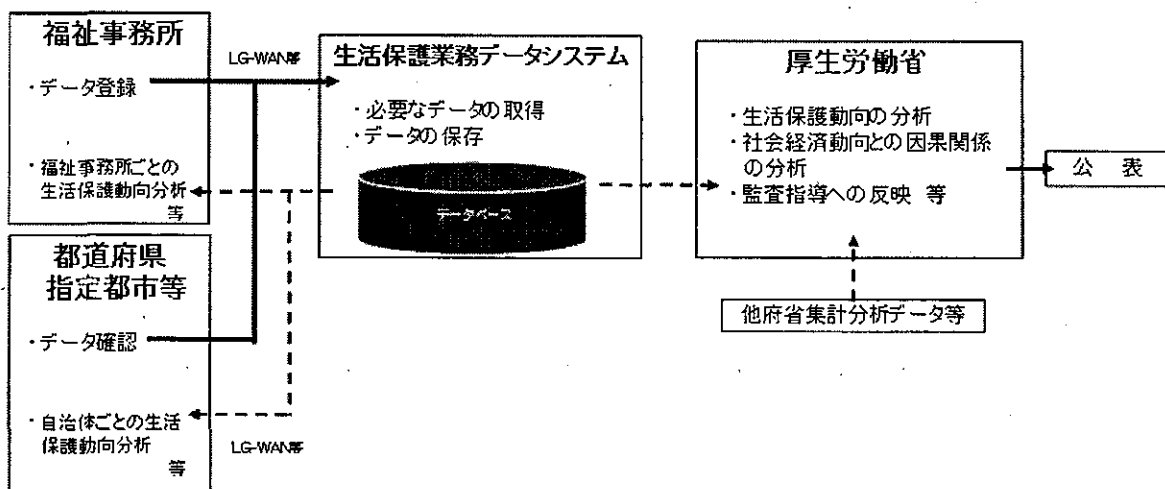 福祉事務所
・データ登録
・福祉事務所ごとの
生活保護動向分析
等
都道府県
指定都市等
・データ確認
・自治体ごとの生活
保護動向分析
等
LG-WAN等
LG-WAN等
生活保護業務データシステム
・必要なデータの取得
・データの保存
データベース
厚生労働省
・生活保護動向の分析
・社会経済動向との因果関係
の分析
・監査指導への反映 等
他府省集計分析データ等
公 表